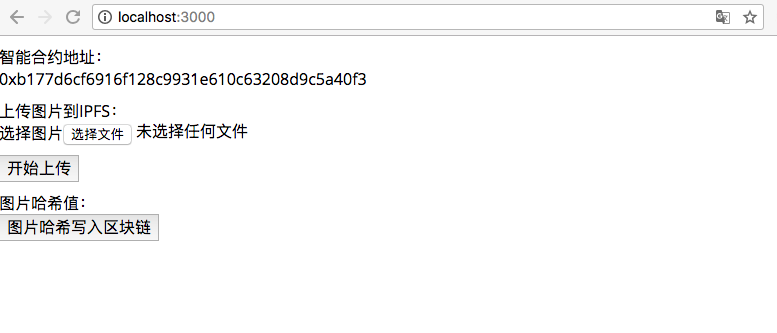 localhost:3000
智能合约地址：
0xb177d6cf6916f128c9931e610c63208d9c5a40f3
上传图片到IPFS：
选择图片 选择文件 未选择任何文件
开始上传
图片哈希值：
图片哈希写入区块链